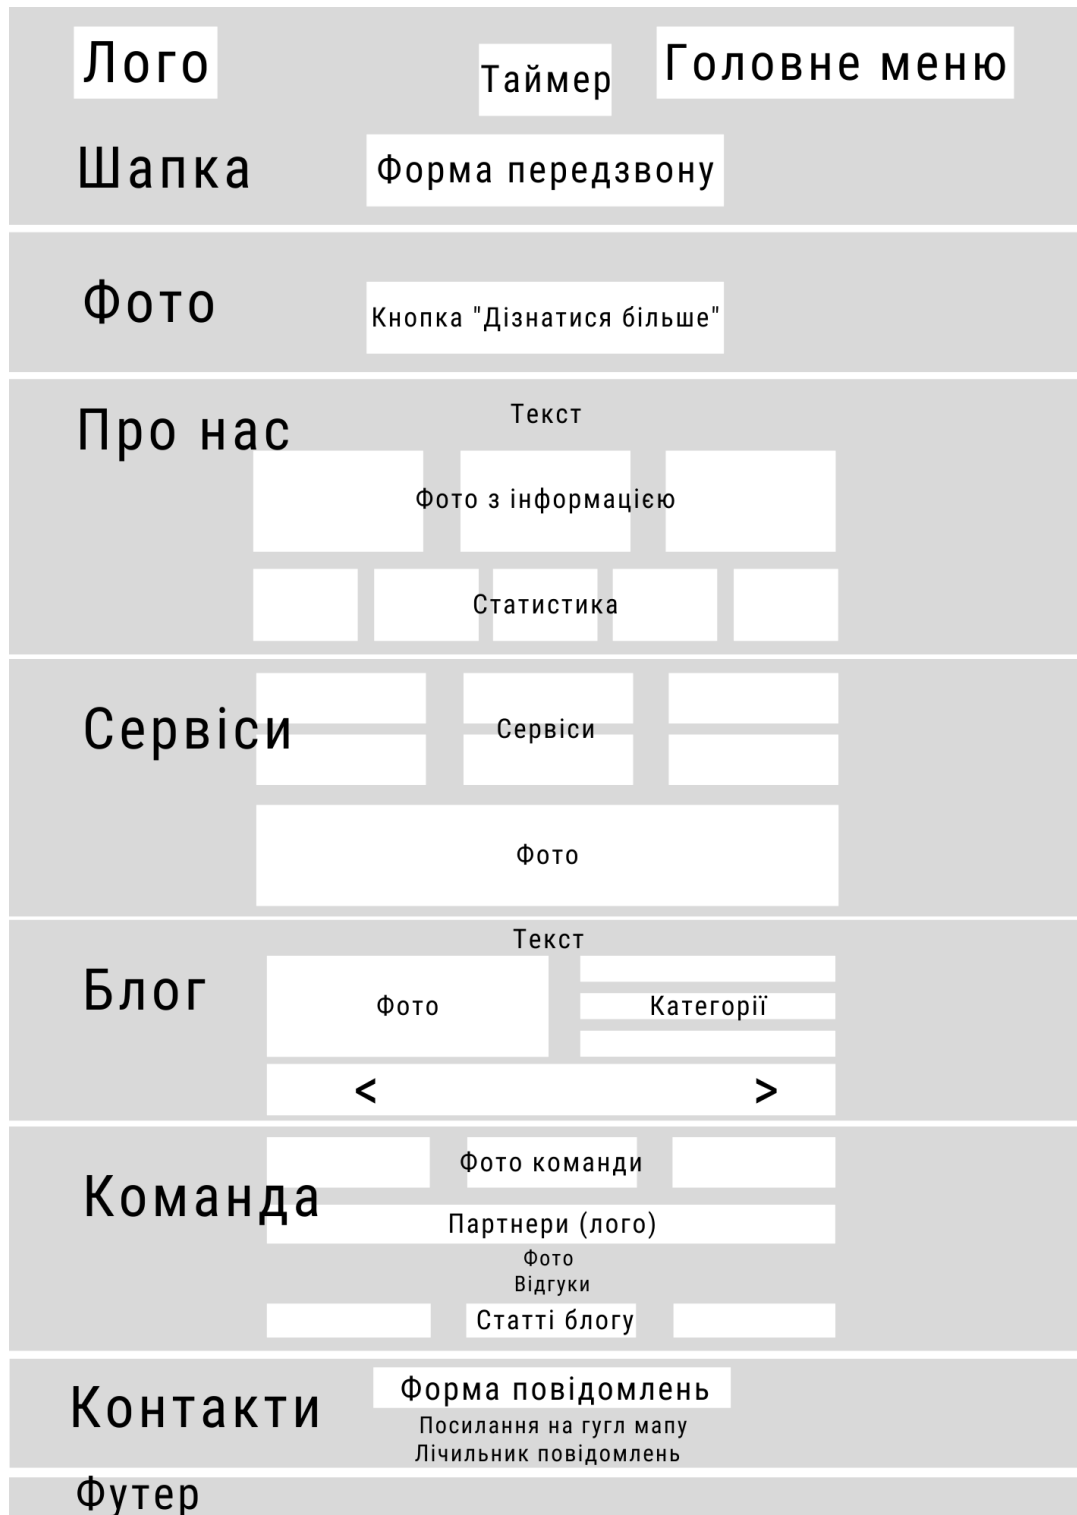 Лого
Таймер
Головне меню
Шапка
Форма передзвону
Фото
Кнопка "Дізнатися більше"
Про нас
Текст
Фото з інформацією
Статистика
Сервіси
Сервіси
Фото
Текст
Блог
Фото
Категорії
< >
Фото команди
Команда
Партнери (лого)
Фото
Відгуки
Статті блогу
Контакти
Форма повідомлень
Посилання на гугл мапу
Лічильник повідомлень
Футер